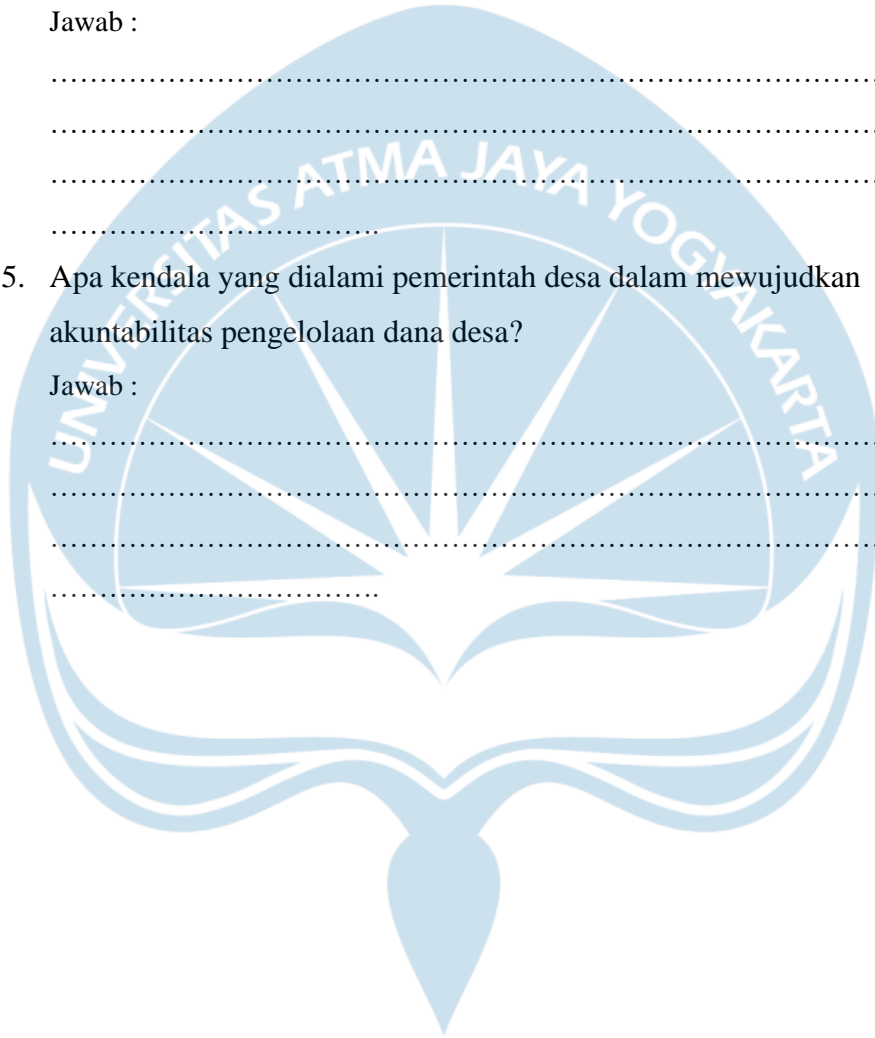 Jawab :
……………………………………………………………………………
……………………………………………………………………………
……………………………………………………………………………
…………………………….
5. Apa kendala yang dialami pemerintah desa dalam mewujudkan
akuntabilitas pengelolaan dana desa?
Jawab :
……………………………………………………………………………
……………………………………………………………………………
……………………………………………………………………………
…………………………….
UNIVERSITAS ATMA JAYA YOGYAKARTA